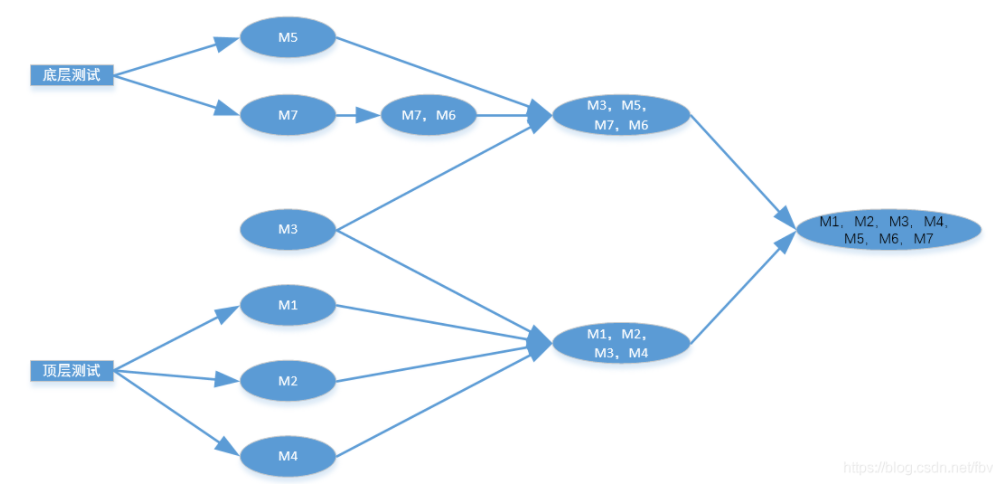 M5
底层测试
M7
M7，M6
M3，M5，
M7，M6
M3
M1，M2，M3，M4，
M5，M6，M7
M1
M1，M2，
M3，M4
顶层测试
M2
M4
https://blog.csdn.net/fbv